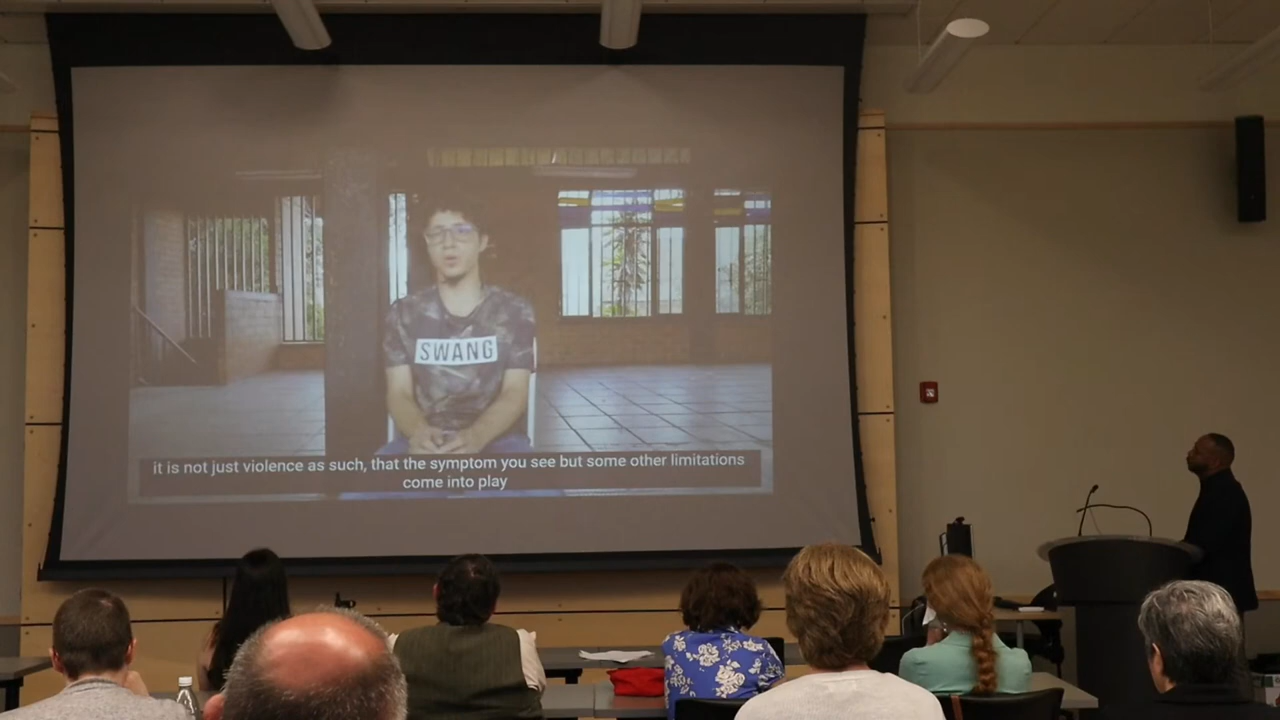 SWANG
it is not just violence as such, that the symptom you see but some other limitations
come into play